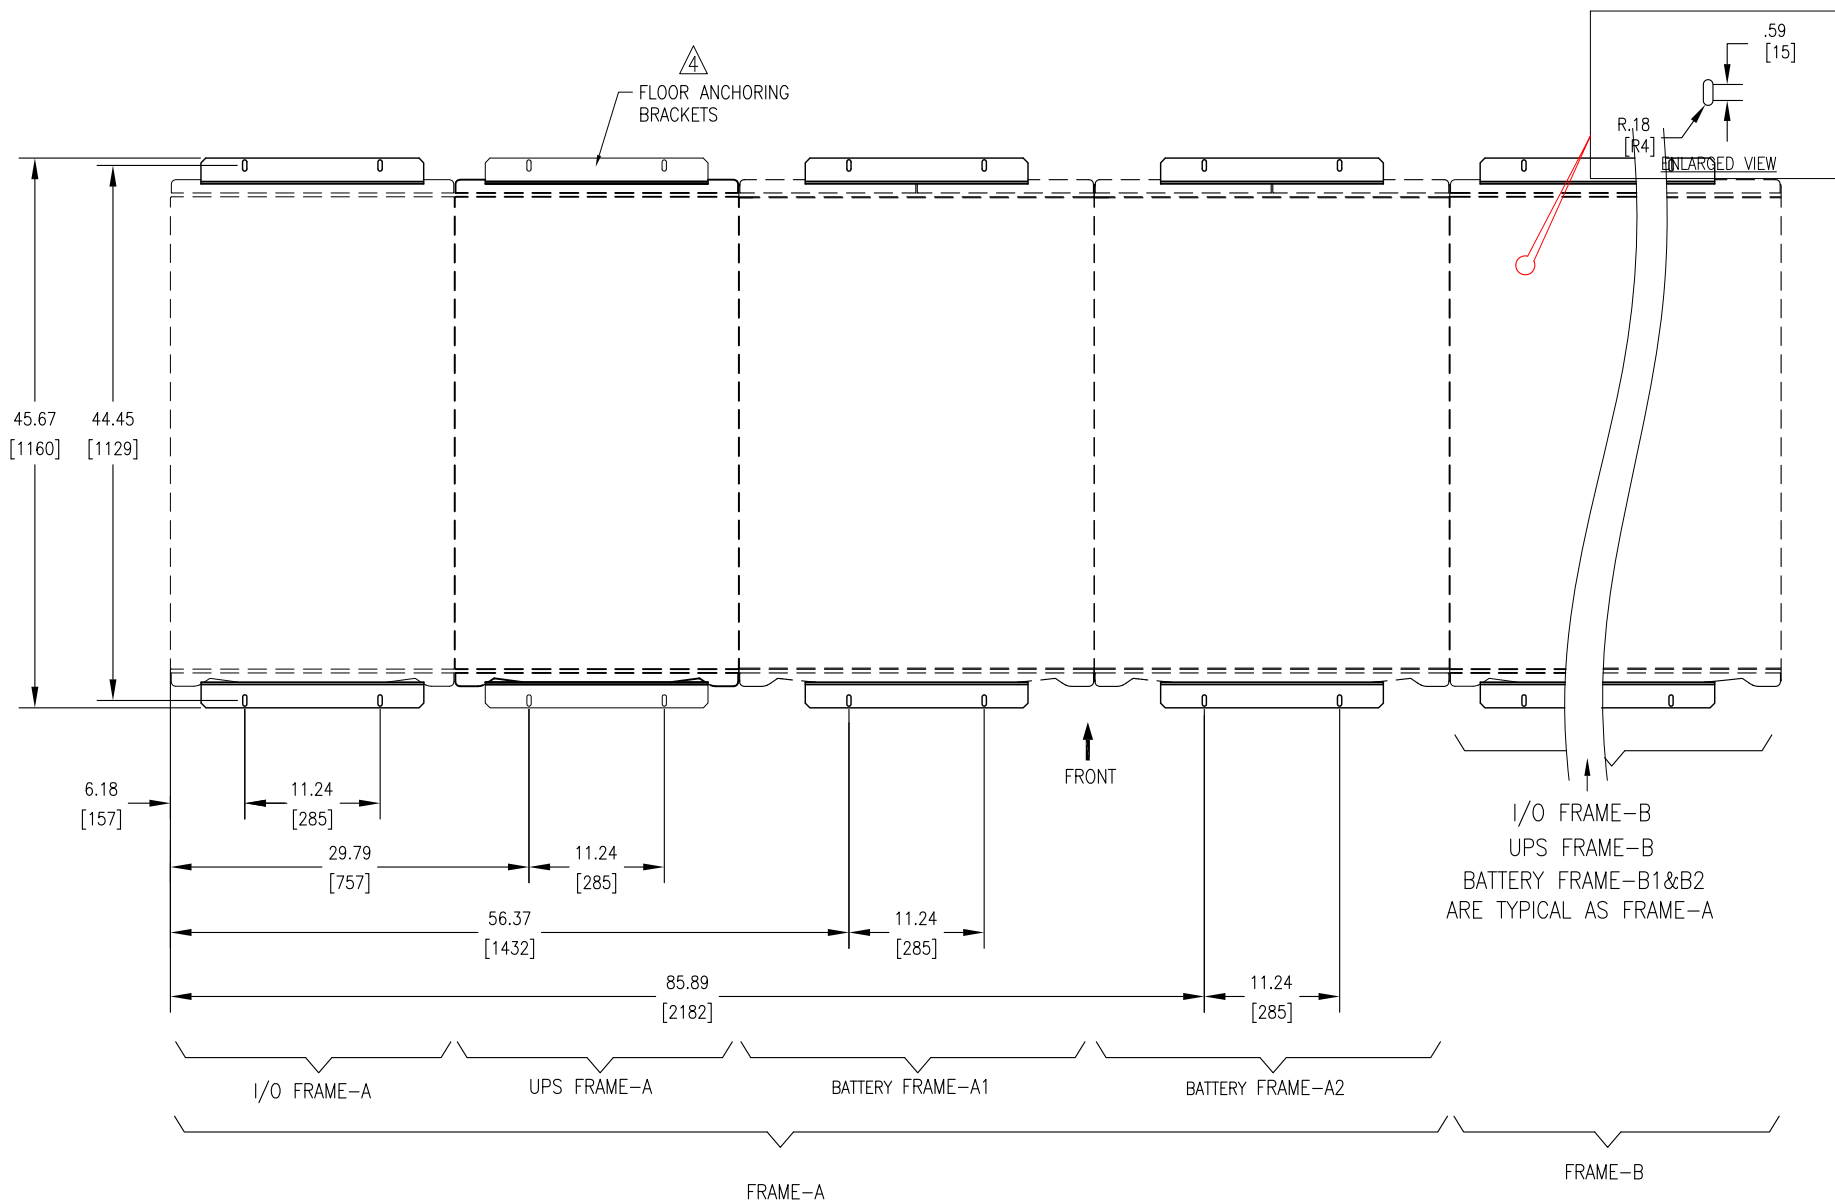 .59
[15]
4
FLOOR ANCHORING
BRACKETS
R.18
[R4]
ENLARGED VIEW
45.67
[1160]
44.45
[1129]
FRONT
6.18
[157]
11.24
[285]
29.79
[757]
11.24
[285]
56.37
[1432]
11.24
[285]
85.89
[2182]
11.24
[285]
I/O FRAME-B
UPS FRAME-B
BATTERY FRAME-B1&B2
ARE TYPICAL AS FRAME-A
I/O FRAME-A
UPS FRAME-A
BATTERY FRAME-A1
BATTERY FRAME-A2
FRAME-A
FRAME-B